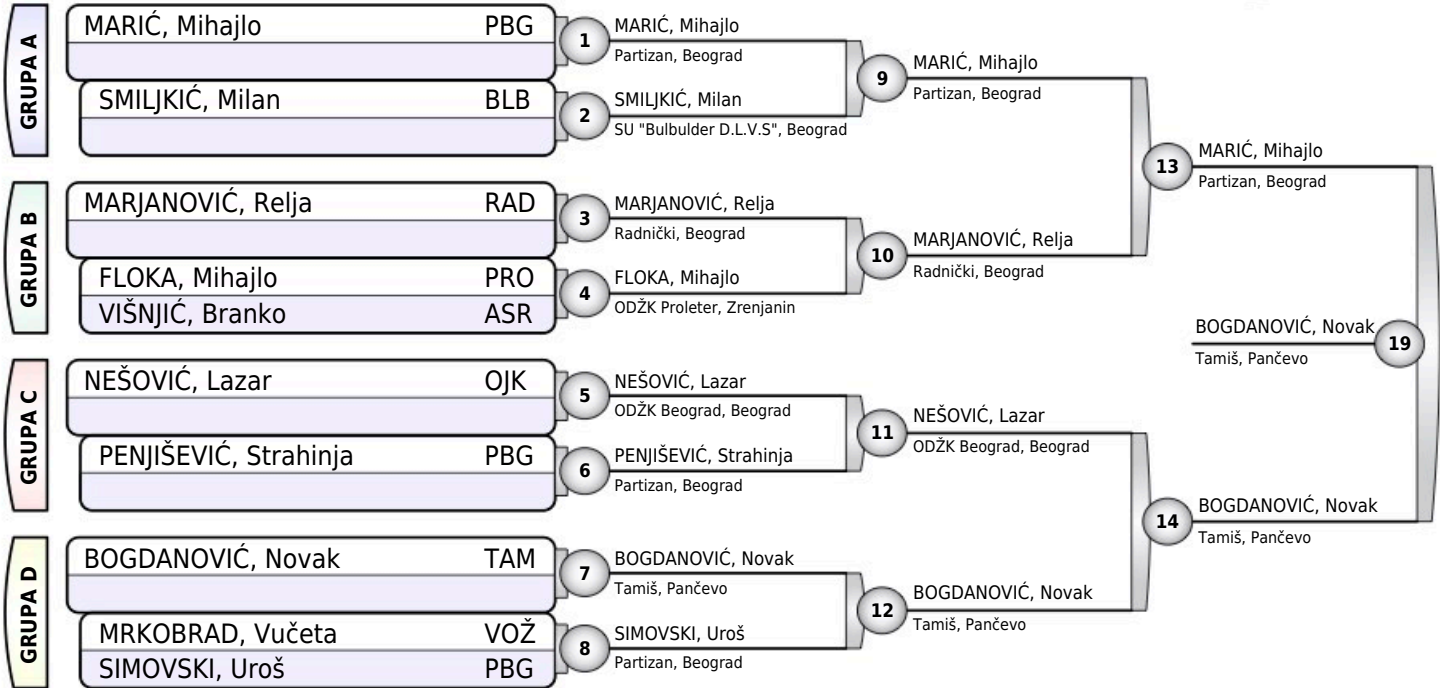 GRUPA A
MARIĆ, Mihajlo PBG
SMILJKIĆ, Milan BLB
1
MARIĆ, Mihajlo
Partizan, Beograd
2
SMILJKIĆ, Milan
SU "Bulbulder D.L.V.S", Beograd
9
MARIĆ, Mihajlo
Partizan, Beograd
GRUPA B
MARJANOVIĆ, Relja RAD
FLOKA, Mihajlo PRO
VIŠNJIĆ, Branko ASR
3
MARJANOVIĆ, Relja
Radnički, Beograd
4
FLOKA, Mihajlo
ODŽK Proleter, Zrenjanin
10
MARJANOVIĆ, Relja
Radnički, Beograd
13
MARIĆ, Mihajlo
Partizan, Beograd
GRUPA C
NEŠOVIĆ, Lazar OJK
PENJIŠEVIĆ, Strahinja PBG
5
NEŠOVIĆ, Lazar
ODŽK Beograd, Beograd
6
PENJIŠEVIĆ, Strahinja
Partizan, Beograd
11
NEŠOVIĆ, Lazar
ODŽK Beograd, Beograd
GRUPA D
BOGDANOVIĆ, Novak TAM
MRKOBRAD, Vučeta VOŽ
SIMOVSKI, Uroš PBG
7
BOGDANOVIĆ, Novak
Tamiš, Pančevo
8
SIMOVSKI, Uroš
Partizan, Beograd
12
BOGDANOVIĆ, Novak
Tamiš, Pančevo
14
BOGDANOVIĆ, Novak
Tamiš, Pančevo
BOGDANOVIĆ, Novak
Tamiš, Pančevo
19